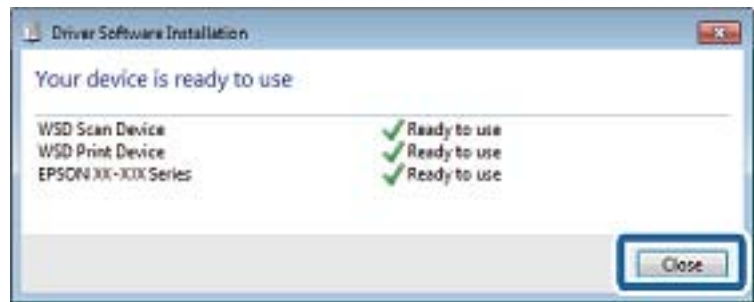 Driver Software Installation
Your device is ready to use
WSD Scan Device Ready to use
WSD Print Device Ready to use
EPSON XX-XXX Series Ready to use
Close